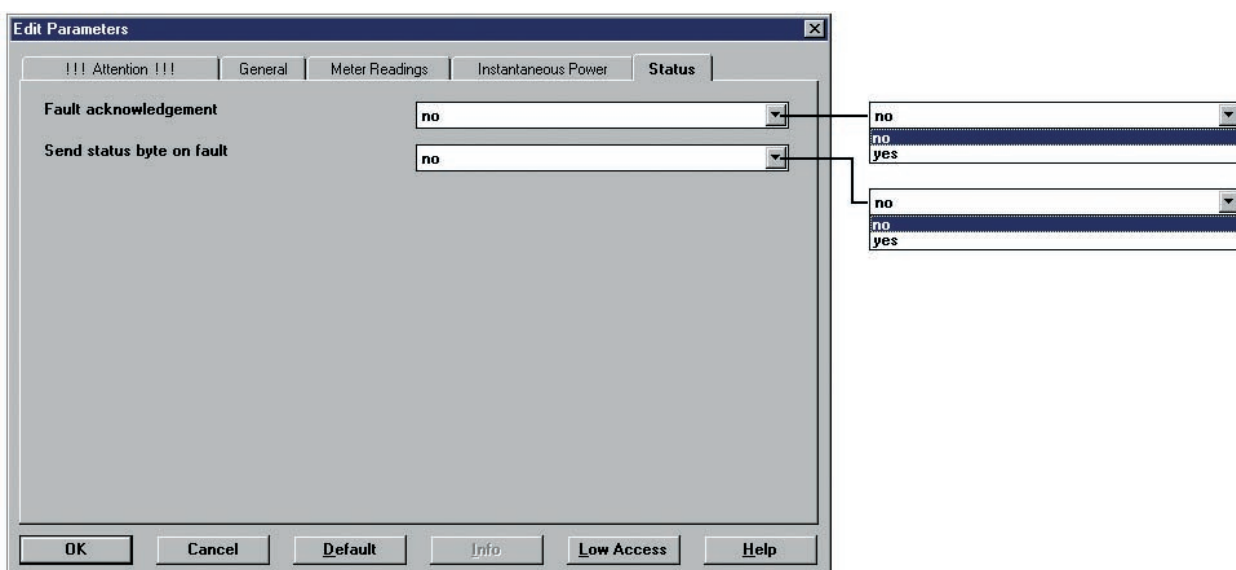 Edit Parameters
!!! Attention !!! General Meter Readings Instantaneous Power Status
Fault acknowledgement no
Send status byte on fault no
no
no
yes
no
no
yes
OK Cancel Default Info Low Access Help